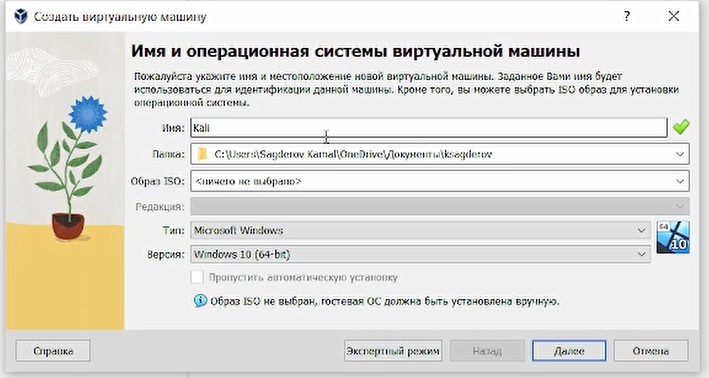 Создать виртуальную машину
Имя и операционная системы виртуальной машины
Пожалуйста укажите имя и местоположение новой виртуальной машины. Заданное Вами имя будет
использоваться для идентификации данной машины. Кроме того, вы можете выбрать ISO образ для установки
операционной системы.
Имя: Kali
Папка: C:\Users\Sagderov Kamal\OneDrive\Документы\ksagderov
Образ ISO: <ничего не выбрано>
Редакция:
Тип: Microsoft Windows
64
Версия: Windows 10 (64-bit)
10
Пропустить автоматическую установку
Образ ISO не выбран, гостевая ОС должна быть установлена вручную.
Справка Экспертный режим Назад Далее Отмена